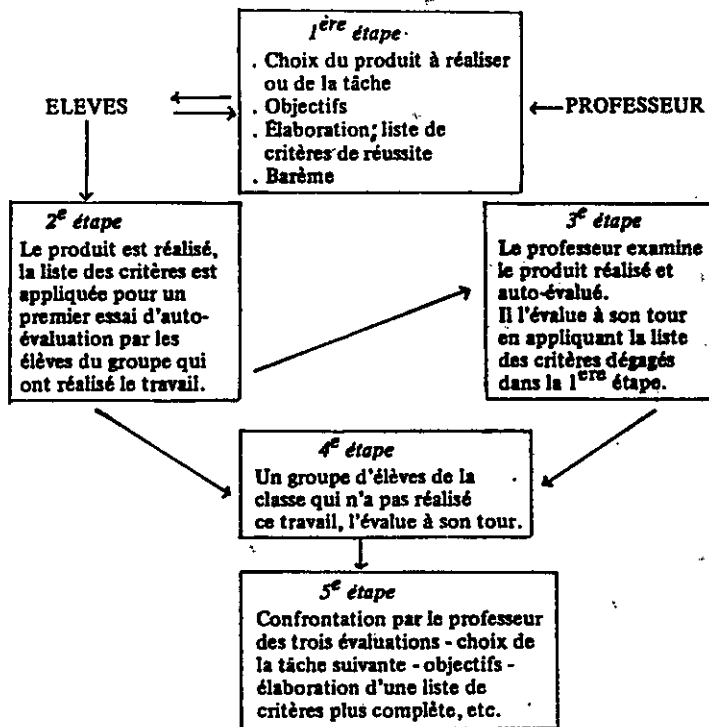 1ère étape
. Choix du produit à réaliser
ou de la tâche
. Objectifs
. Élaboration; liste de
critères de réussite
. Barème
ELEVES
PROFESSEUR
2e étape
Le produit est réalisé,
la liste des critères est
appliquée pour un
premier essai d'auto-
évaluation par les
élèves du groupe qui
ont réalisé le travail.
3e étape
Le professeur examine
le produit réalisé et
auto-évalué.
Il l'évalue à son tour
en appliquant la liste
des critères dégagés
dans la 1ere étape.
4e étape
Un groupe d'élèves de la
classe qui n'a pas réalisé
ce travail, l'évalue à son tour.
5e étape
Confrontation par le professeur
des trois évaluations - choix de
la tâche suivante - objectifs -
élaboration d'une liste de
critères plus complète, etc.